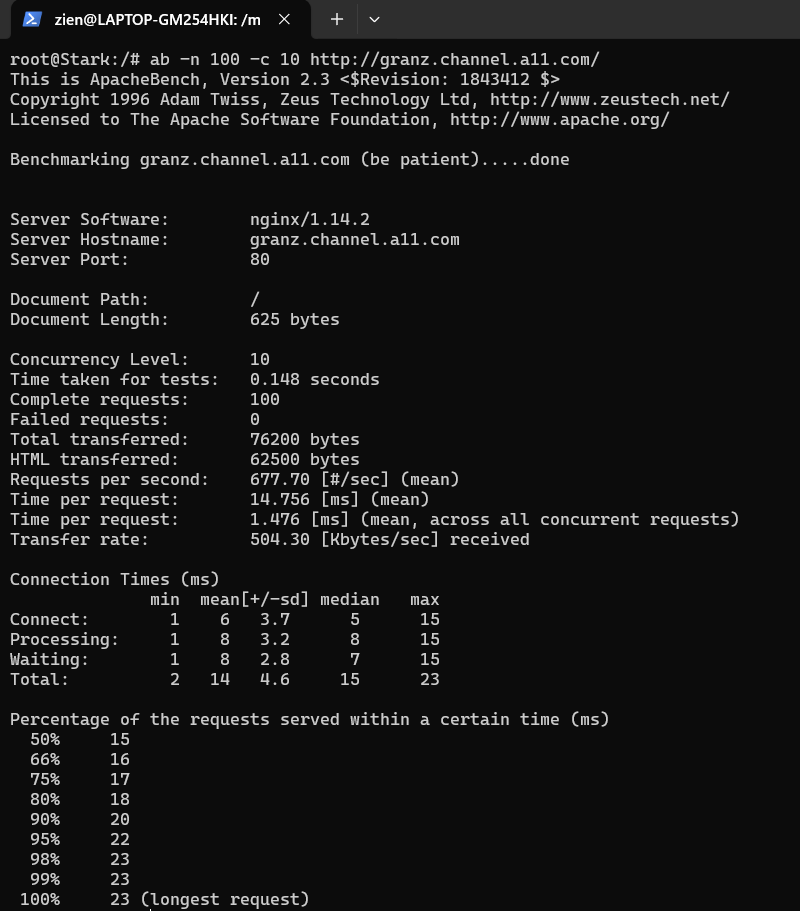 zien@LAPTOP-GM254HKI: /m
root@Stark:/# ab -n 100 -c 10 http://granz.channel.a11.com/
This is ApacheBench, Version 2.3 <$Revision: 1843412 $>
Copyright 1996 Adam Twiss, Zeus Technology Ltd, http://www.zeustech.net/
Licensed to The Apache Software Foundation, http://www.apache.org/

Benchmarking granz.channel.a11.com (be patient).....done


Server Software:        nginx/1.14.2
Server Hostname:        granz.channel.a11.com
Server Port:            80

Document Path:          /
Document Length:        625 bytes

Concurrency Level:      10
Time taken for tests:   0.148 seconds
Complete requests:      100
Failed requests:        0
Total transferred:      76200 bytes
HTML transferred:       62500 bytes
Requests per second:    677.70 [#/sec] (mean)
Time per request:       14.756 [ms] (mean)
Time per request:       1.476 [ms] (mean, across all concurrent requests)
Transfer rate:          504.30 [Kbytes/sec] received

Connection Times (ms)
              min  mean[+/-sd] median   max
Connect:        1    6   3.7      5      15
Processing:     1    8   3.2      8      15
Waiting:        1    8   2.8      7      15
Total:          2   14   4.6     15      23

Percentage of the requests served within a certain time (ms)
  50%     15
  66%     16
  75%     17
  80%     18
  90%     20
  95%     22
  98%     23
  99%     23
 100%     23 (longest request)